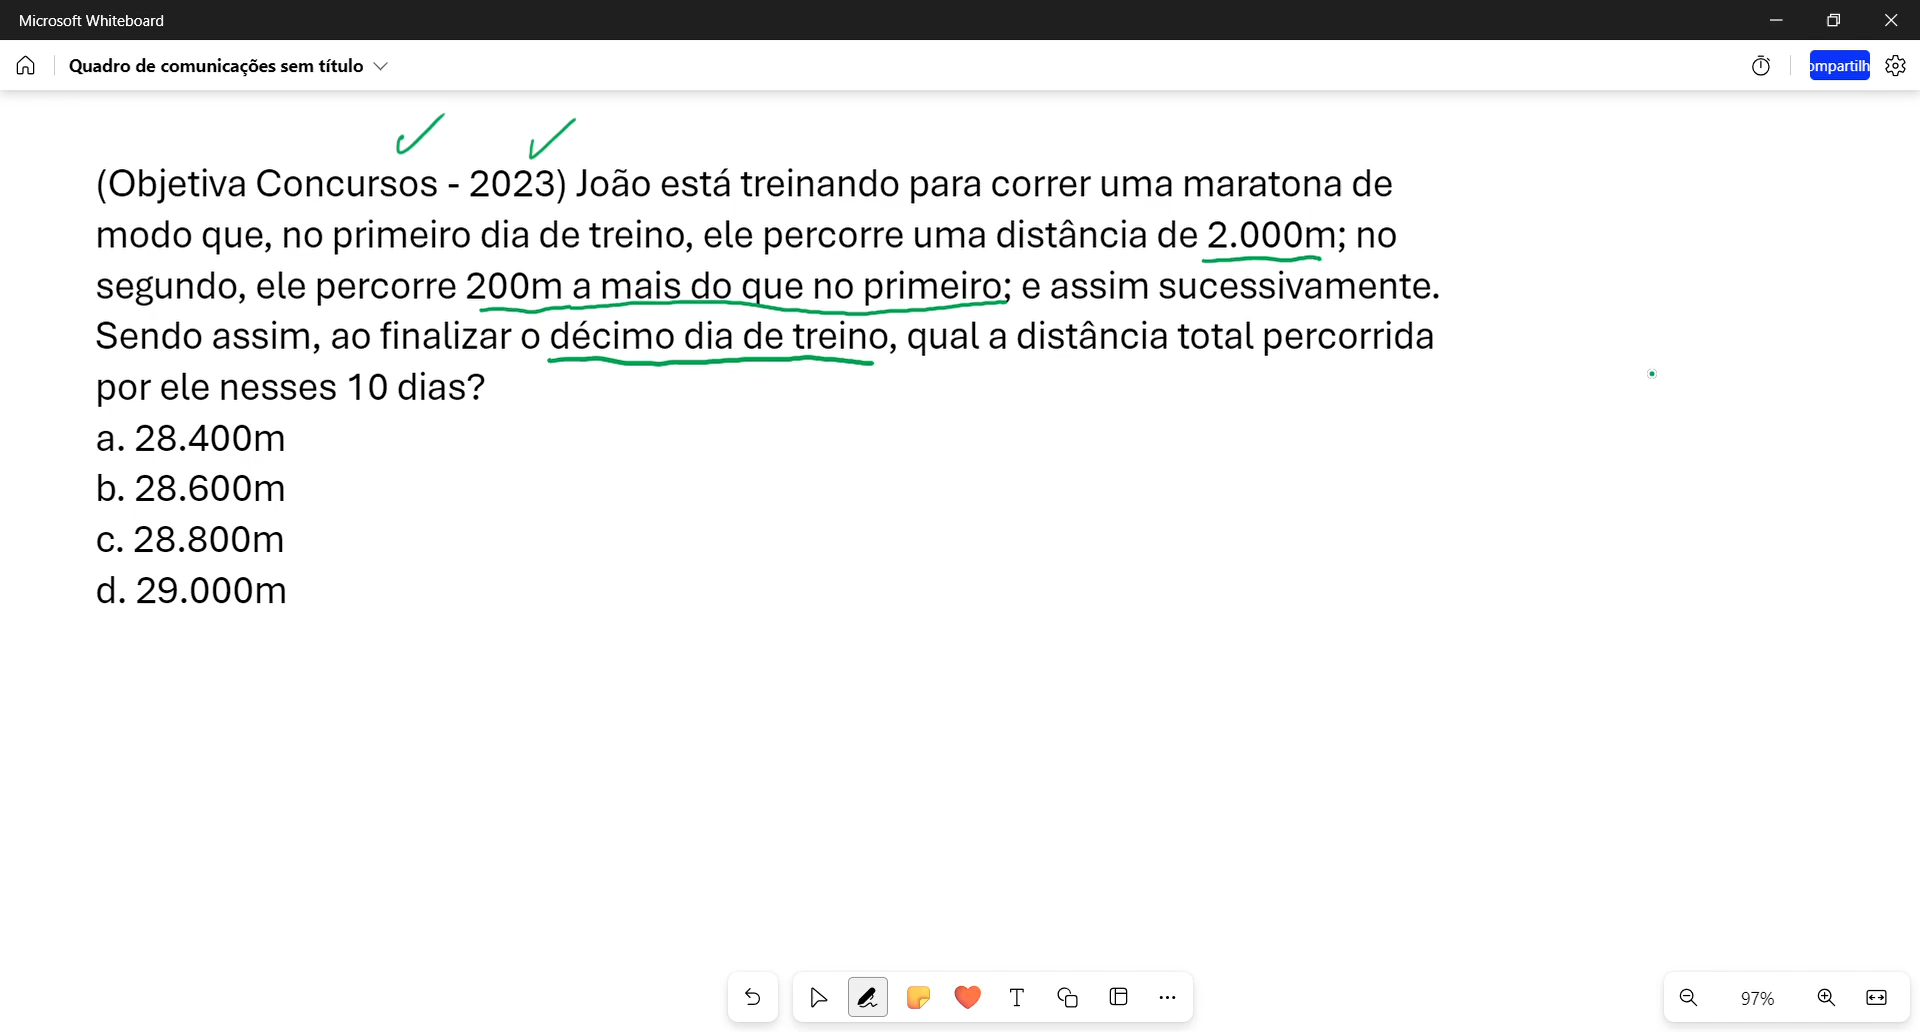 Microsoft Whiteboard
Quadro de comunicações sem título
ompartilh
(Objetiva Concursos - 2023) João está treinando para correr uma maratona de
modo que, no primeiro dia de treino, ele percorre uma distância de 2.000m; no
segundo, ele percorre 200m a mais do que no primeiro; e assim sucessivamente.
Sendo assim, ao finalizar o décimo dia de treino, qual a distância total percorrida
por ele nesses 10 dias?
a. 28.400m
b. 28.600m
c. 28.800m
d. 29.000m
97%